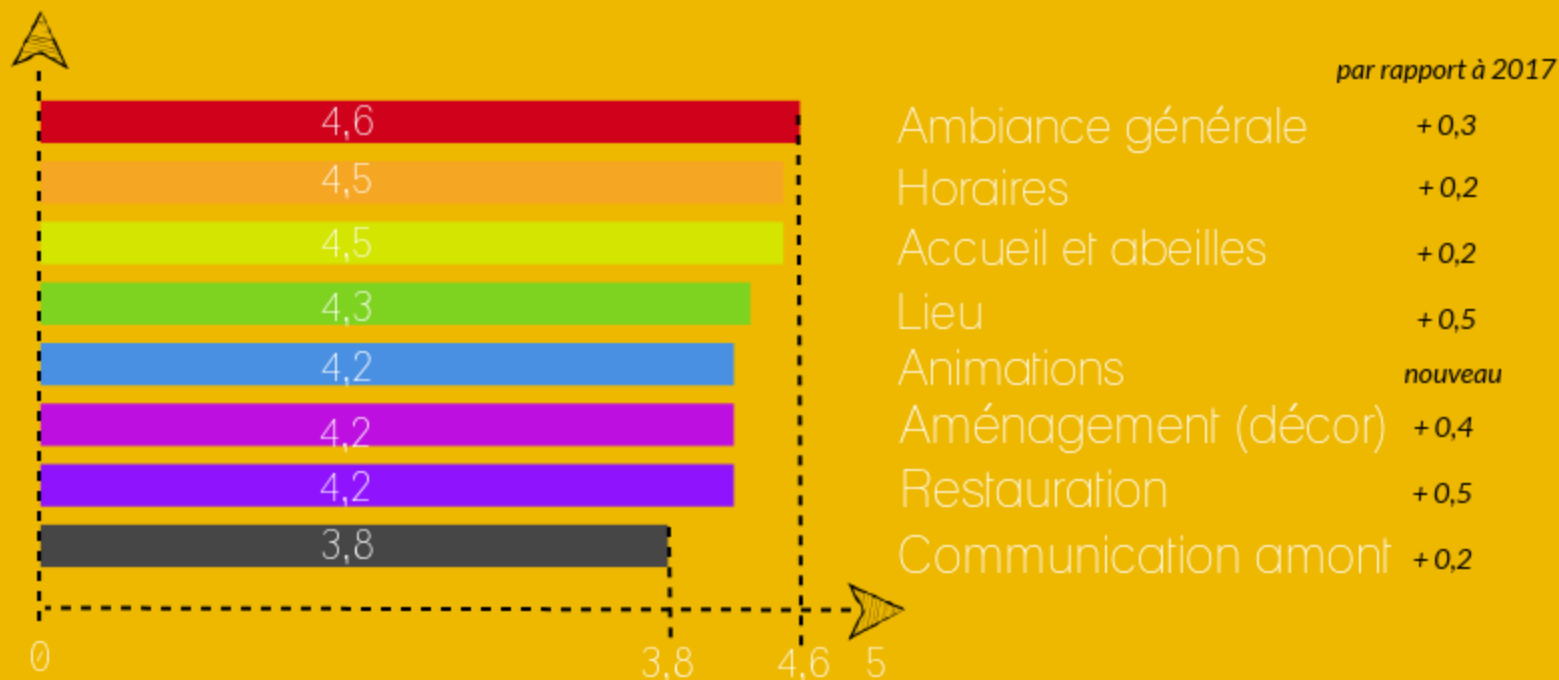 par rapport à 2017
4,6 Ambiance générale + 0,3
4,5 Horaires + 0,2
4,5 Accueil et abeilles + 0,2
4,3 Lieu + 0,5
4,2 Animations nouveau
4,2 Aménagement (décor) + 0,4
4,2 Restauration + 0,5
3,8 Communication amont + 0,2
0 3,8 4,6 5